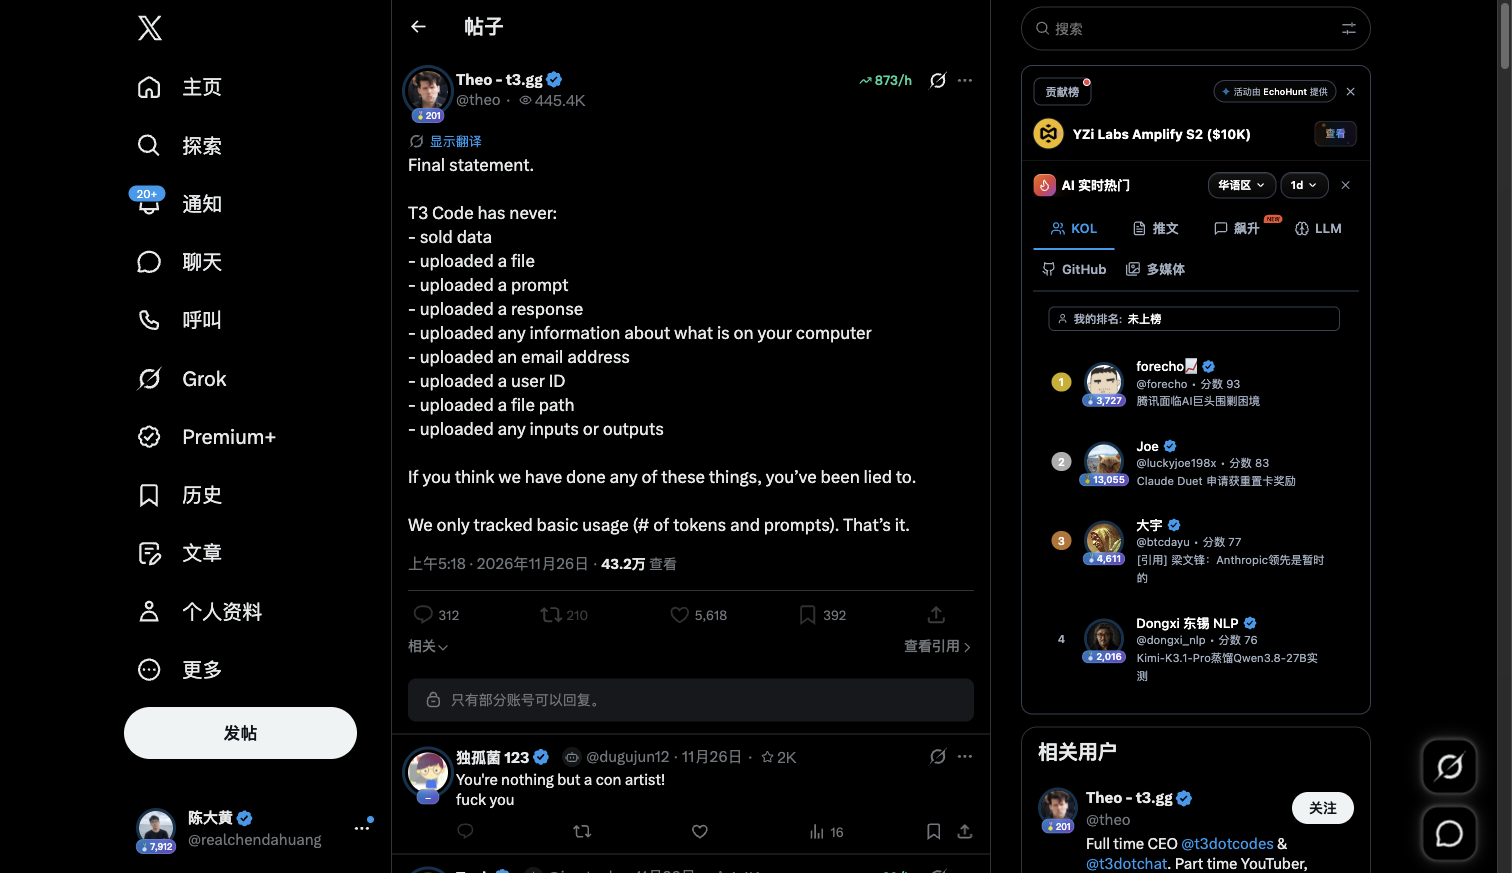 主页
探索
20+
通知
聊天
呼叫
Grok
Premium+
历史
文章
个人资料
更多
发帖
陈大黄
@realchendahuang
7,912
帖子
Theo - t3.gg
@theo · 445.4K
201
873/h
显示翻译
Final statement.
T3 Code has never:
- sold data
- uploaded a file
- uploaded a prompt
- uploaded a response
- uploaded any information about what is on your computer
- uploaded an email address
- uploaded a user ID
- uploaded a file path
- uploaded any inputs or outputs
If you think we have done any of these things, you’ve been lied to.
We only tracked basic usage (# of tokens and prompts). That’s it.
上午5:18 · 2026年11月26日 · 43.2万 查看
312 210 5,618 392
相关
查看引用
只有部分账号可以回复。
独孤菌 123 @dugujun12 · 11月26日 · 2K
You're nothing but a con artist!
fuck you
16
搜索
贡献榜
活动由 EchoHunt 提供
YZi Labs Amplify S2 ($10K)
查看
AI 实时热门
华语区
1d
KOL
推文
飙升
NEW
LLM
GitHub
多媒体
我的排名: 未上榜
1
forecho
@forecho · 分数 93
3,727
腾讯面临AI巨头围剿困境
2
Joe
@luckyjoe198x · 分数 83
13,055
Claude Duet 申请获重置卡奖励
3
大宇
@btcdayu · 分数 77
4,611
[引用] 梁文锋：Anthropic领先是暂时
的
4
Dongxi 东锡 NLP
@dongxi_nlp · 分数 76
2,016
Kimi-K3.1-Pro蒸馏Qwen3.8-27B实
测
相关用户
Theo - t3.gg
@theo
201
关注
Full time CEO @t3dotcodes &
@t3dotchat. Part time YouTuber,